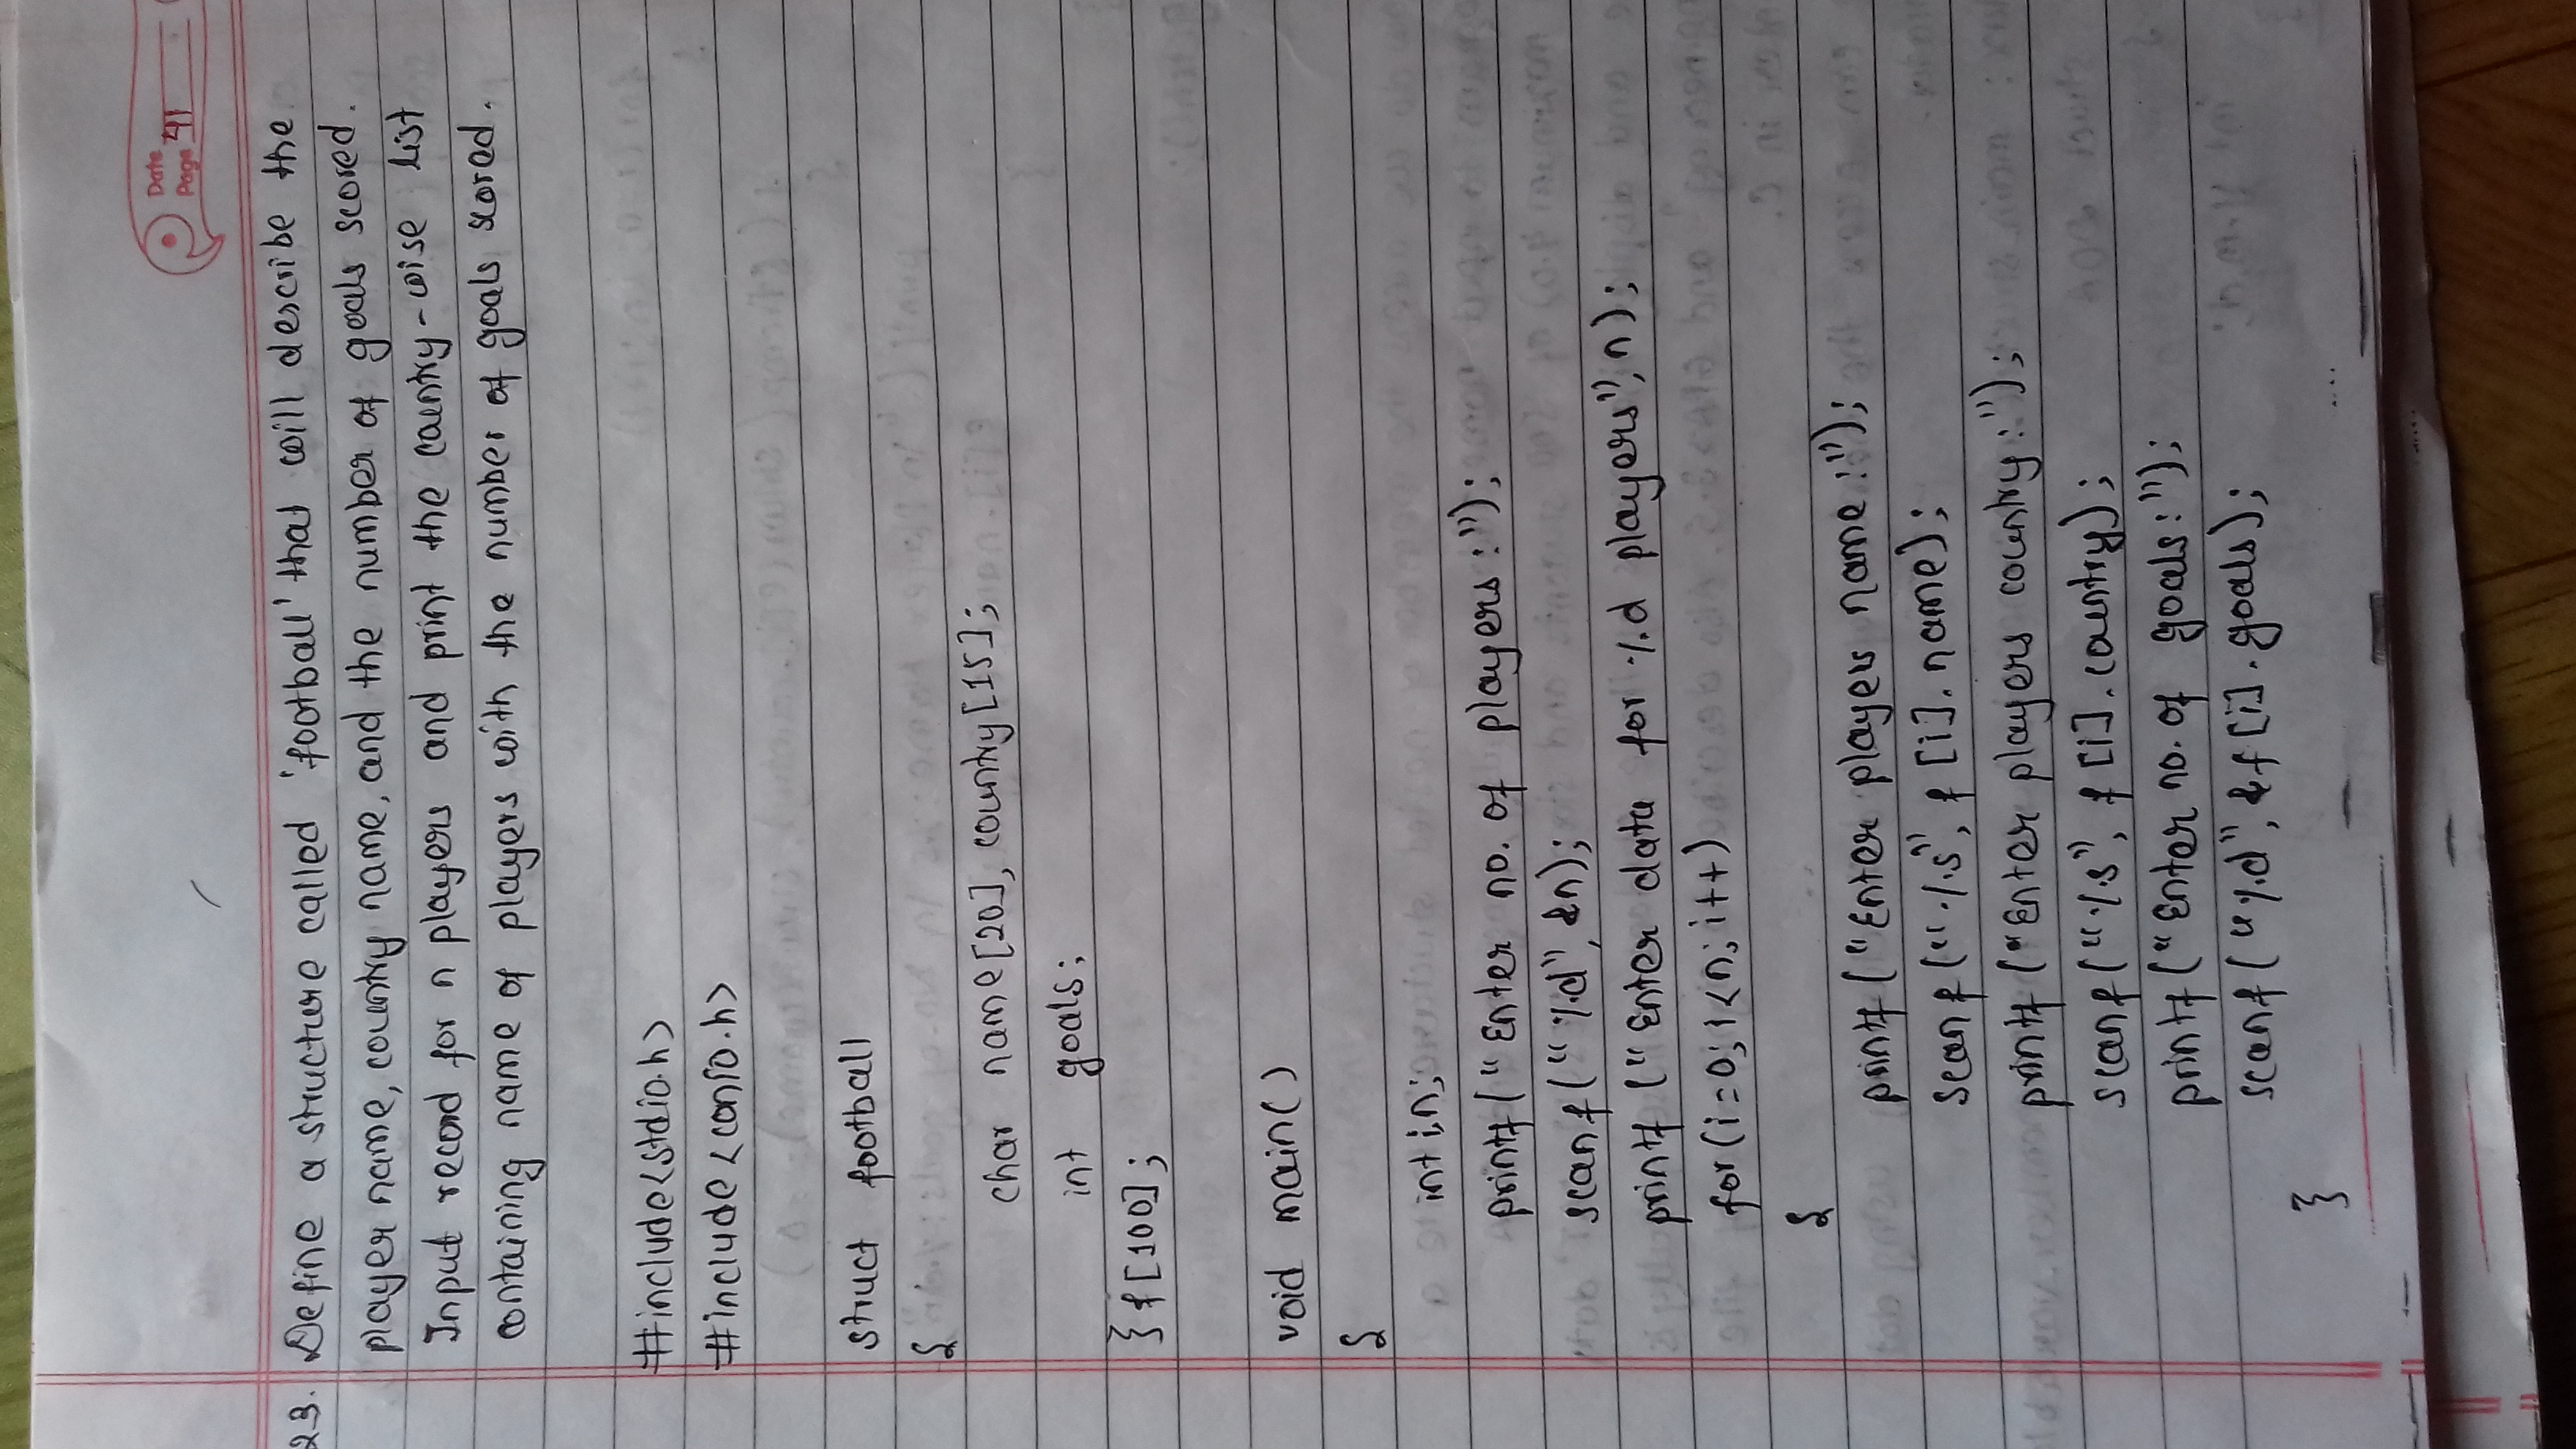 Date
Page 41
23. Define a structure called 'football' that will describe the
player name, country name, and the number of goals scored.
Input record for n players and print the country-wise list
containing name of players with the number of goals scored.
#include<stdio.h>
#include<conio.h>
struct football
{
char name[20], country[15];
int goals;
} f[100];
void main()
{
int i,n;
printf("Enter no. of players:");
scanf("%d", &n);
printf("Enter data for %d players", n);
for(i=0; i<n; i++)
{
printf("Enter players name:");
scanf("%s", f[i].name);
printf("Enter players country:");
scanf("%s", f[i].country);
printf("Enter no. of goals:");
scanf("%d", &f[i].goals);
}